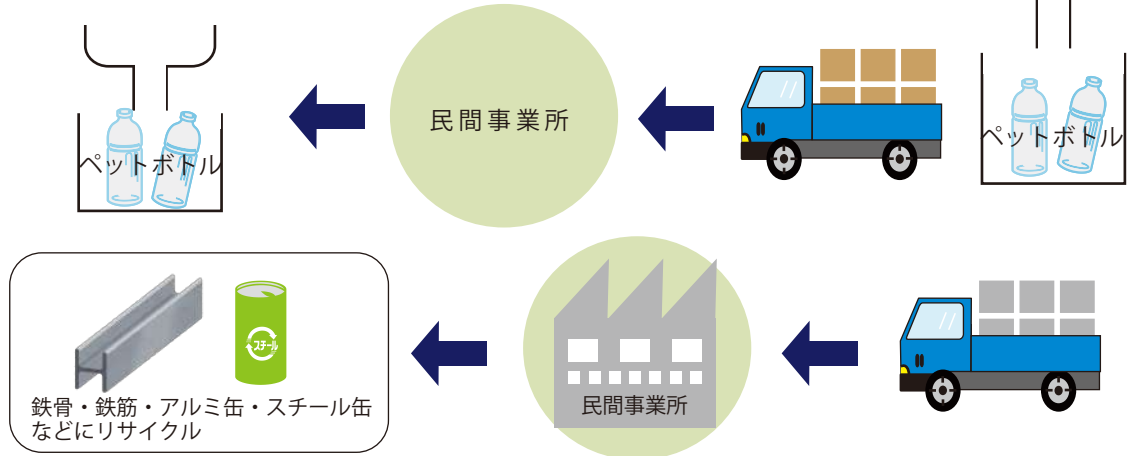 民間事業所
ペットボトル
ペットボトル
スチール
民間事業所
鉄骨・鉄筋・アルミ缶・スチール缶
などにリサイクル